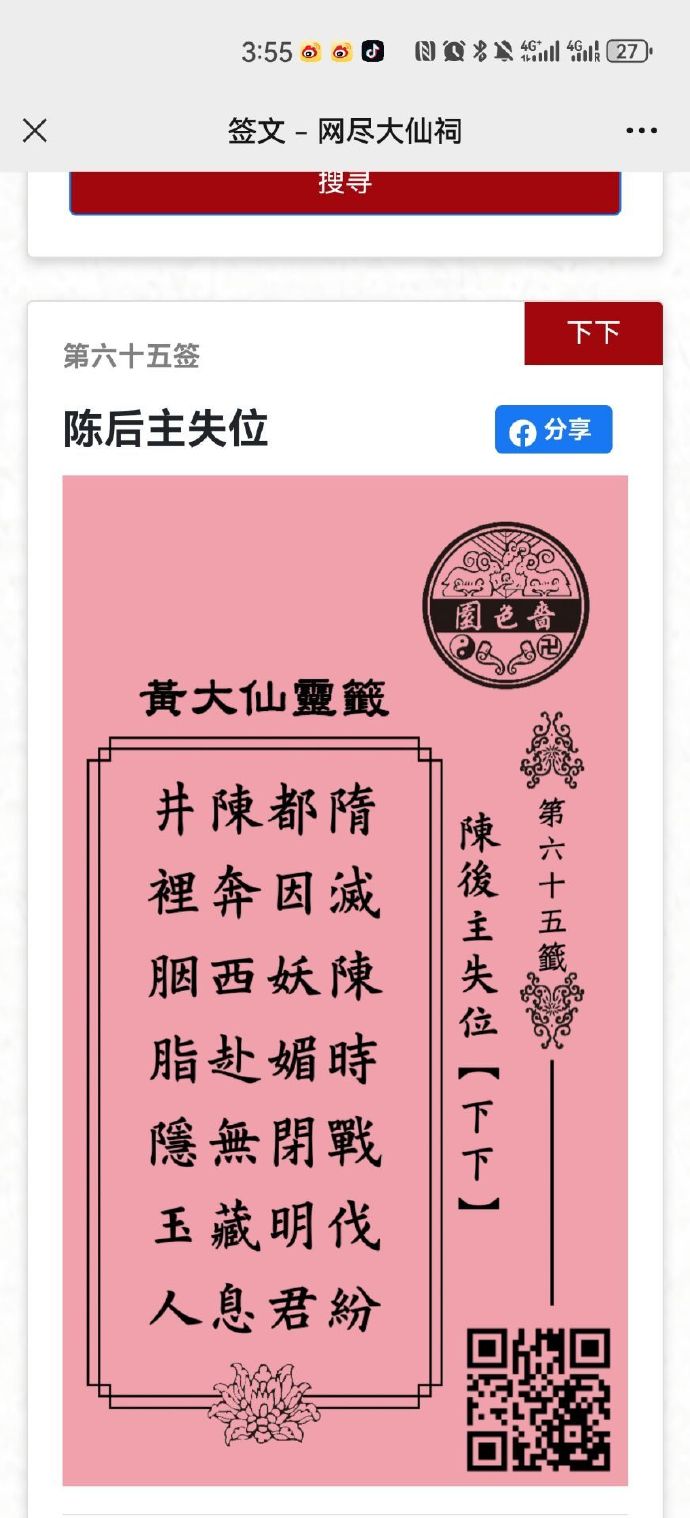 3:55
4G+
4G
R
27
签文 – 网尽大仙祠
搜寻
下下
第六十五签
陈后主失位
分享
嗇色園
黃大仙靈籤
第六十五籤
陳後主失位【下下】
隋滅陳時戰伐紛
都因妖媚閉明君
陳奔西赴無藏息
井裡胭脂隱玉人